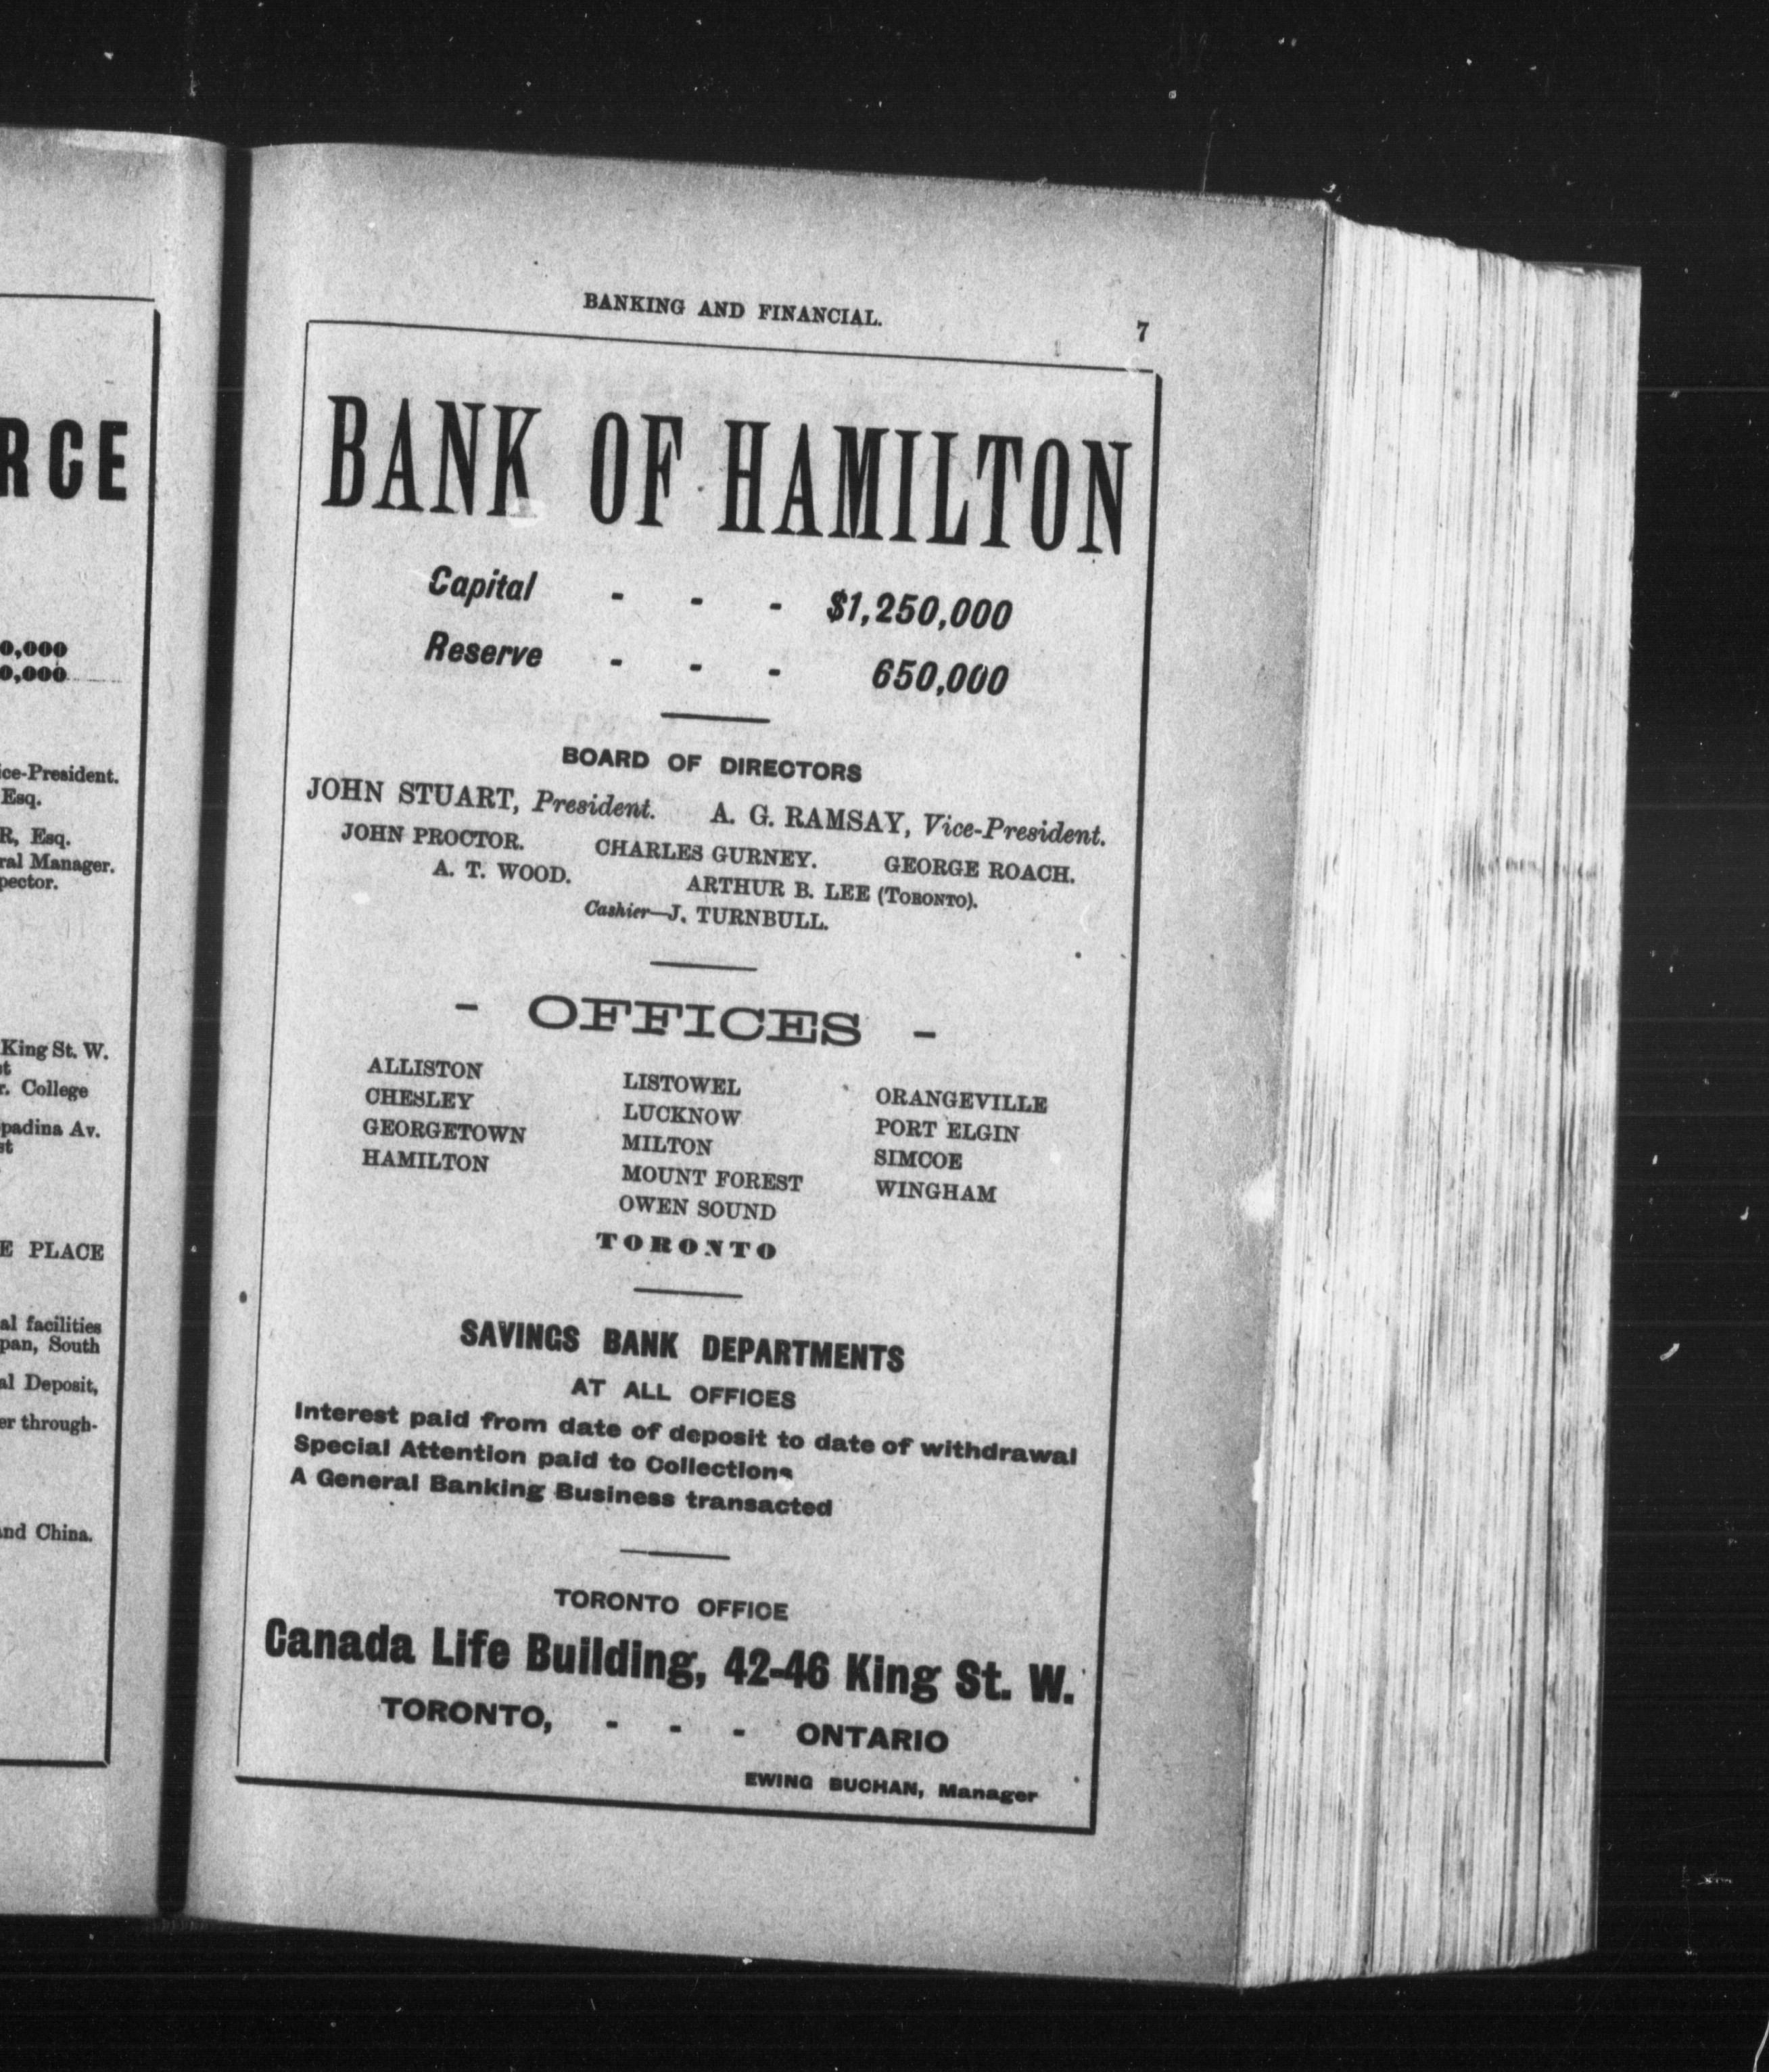 RCE
0,000
0,000
ice-President.
Esq.
R, Esq.
ral Manager.
pector.
King St. W.
st
r. College
padina Av.
st
E PLACE
al facilities
pan, South
al Deposit,
er through-
and China.
BANKING AND FINANCIAL. 7
BANK OF HAMILTON
Capital - - - $1,250,000
Reserve - - - 650,000
BOARD OF DIRECTORS
JOHN STUART, President. A. G. RAMSAY, Vice-President.
JOHN PROCTOR. CHARLES GURNEY. GEORGE ROACH.
A. T. WOOD. ARTHUR B. LEE (TORONTO).
Cashier—J. TURNBULL.
- OFFICES -
ALLISTON LISTOWEL ORANGEVILLE
CHESLEY LUCKNOW PORT ELGIN
GEORGETOWN MILTON SIMCOE
HAMILTON MOUNT FOREST WINGHAM
OWEN SOUND
TORONTO
SAVINGS BANK DEPARTMENTS
AT ALL OFFICES
Interest paid from date of deposit to date of withdrawal
Special Attention paid to Collections
A General Banking Business transacted
TORONTO OFFICE
Canada Life Building, 42-46 King St. W.
TORONTO, - - - ONTARIO
EWING BUCHAN, Manager